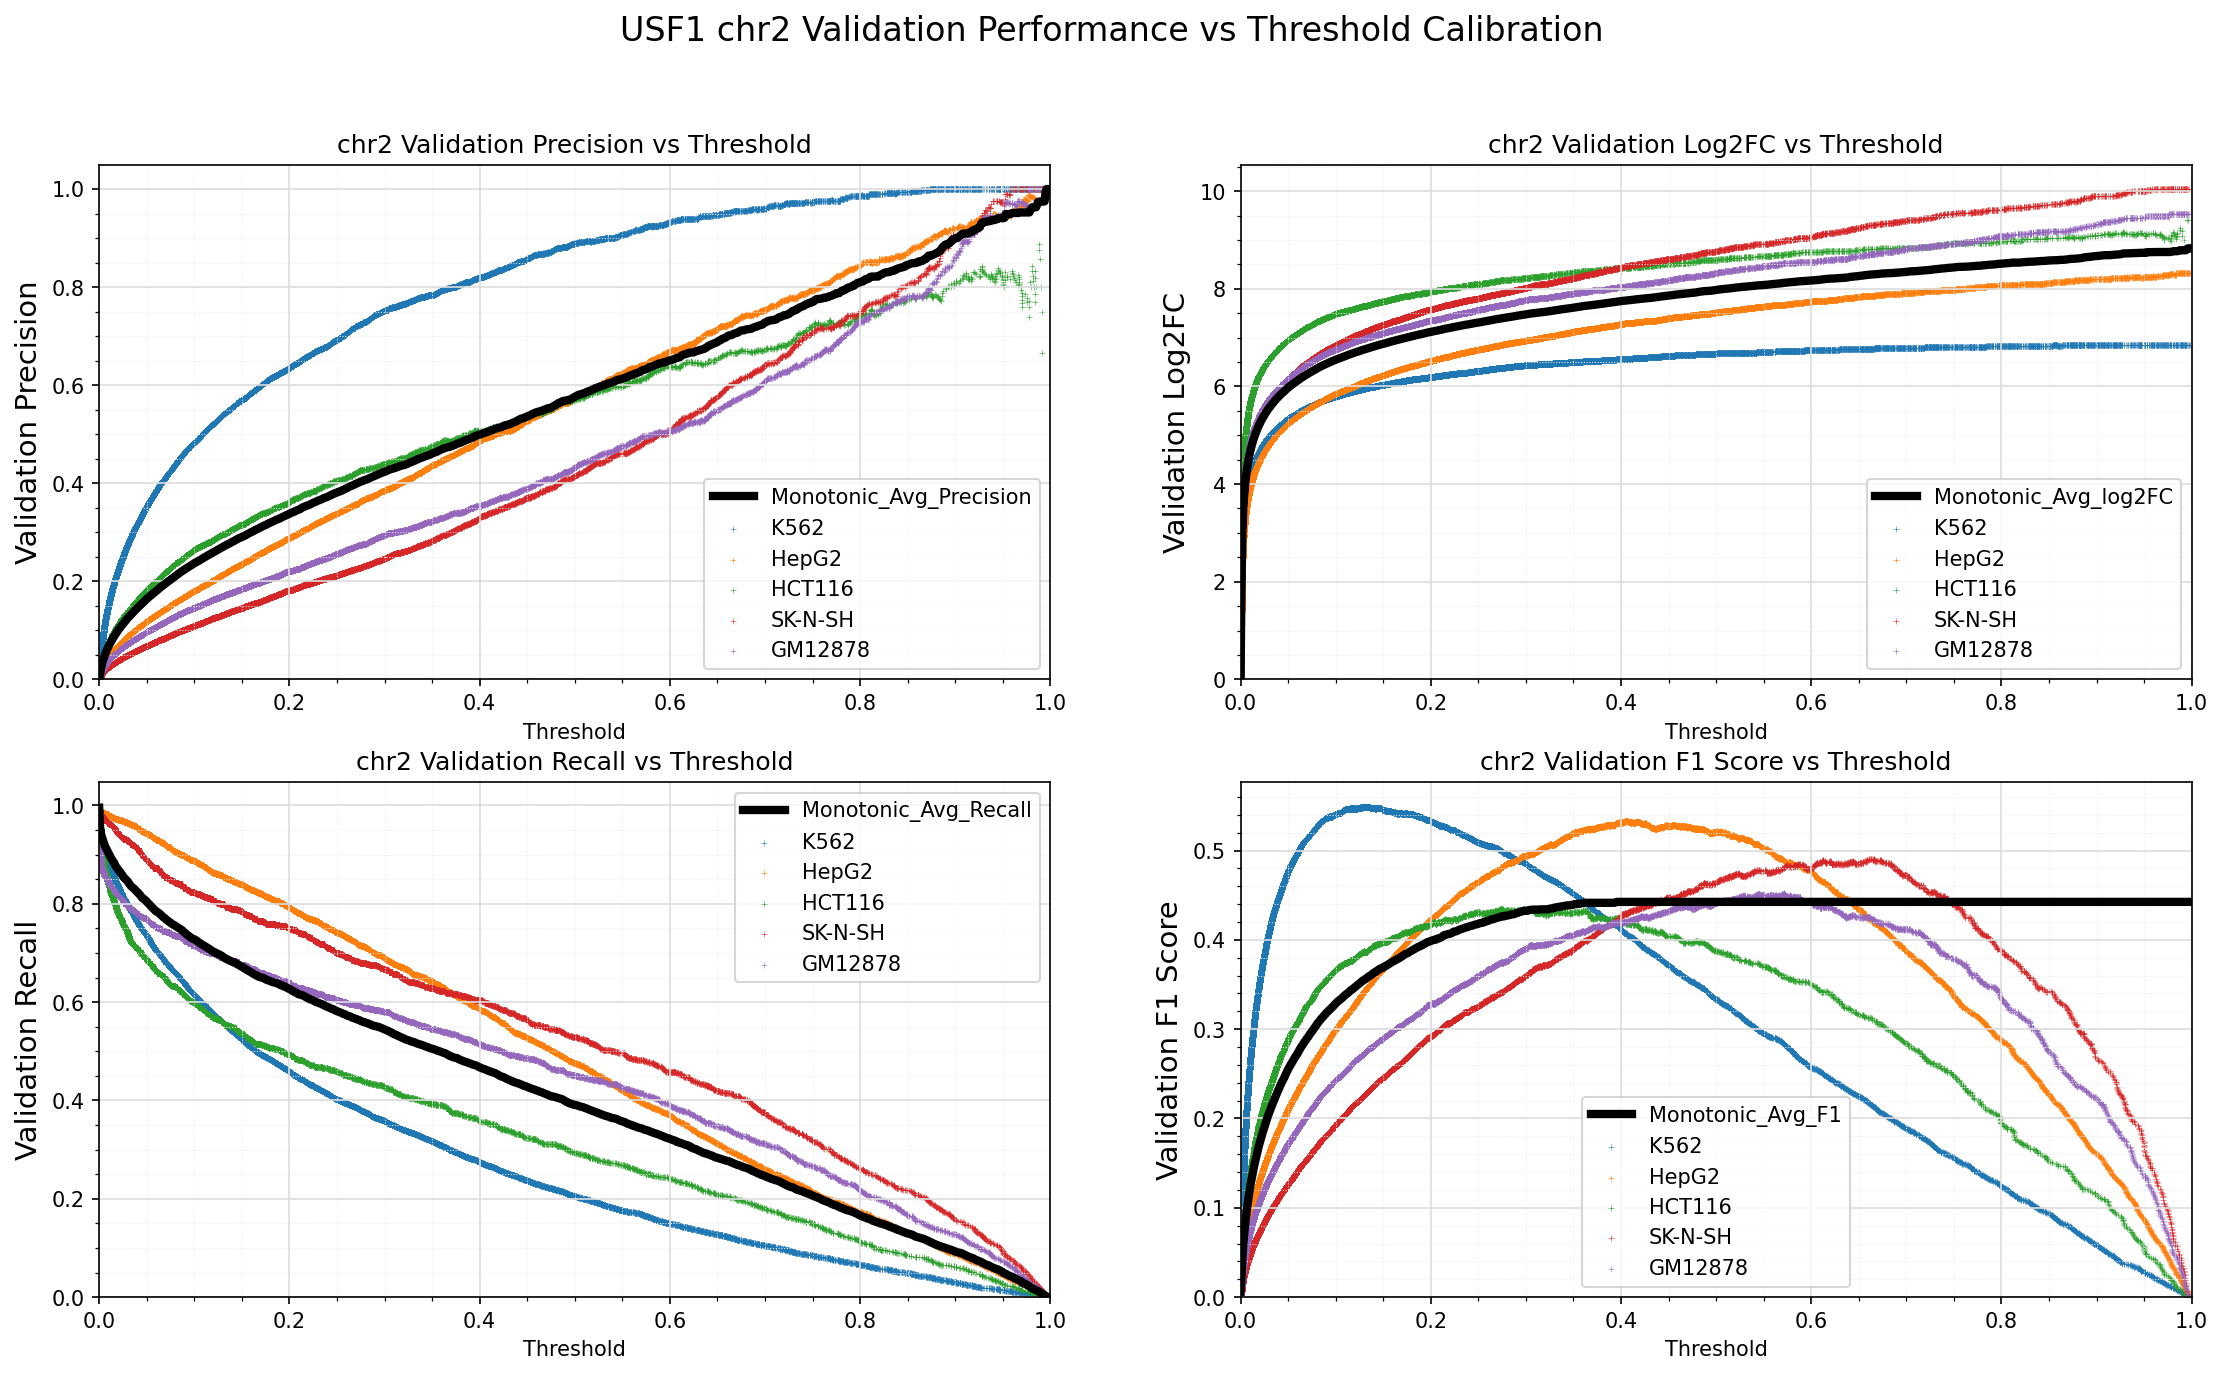 USF1 chr2 Validation Performance vs Threshold Calibration
chr2 Validation Precision vs Threshold
Validation Precision
1.0
0.8
0.6
0.4
0.2
0.0
0.0 0.2 0.4 0.6 0.8 1.0
Threshold
Monotonic_Avg_Precision
K562
HepG2
HCT116
SK-N-SH
GM12878
chr2 Validation Log2FC vs Threshold
Validation Log2FC
10
8
6
4
2
0
0.0 0.2 0.4 0.6 0.8 1.0
Threshold
Monotonic_Avg_log2FC
K562
HepG2
HCT116
SK-N-SH
GM12878
chr2 Validation Recall vs Threshold
Validation Recall
1.0
0.8
0.6
0.4
0.2
0.0
0.0 0.2 0.4 0.6 0.8 1.0
Threshold
Monotonic_Avg_Recall
K562
HepG2
HCT116
SK-N-SH
GM12878
chr2 Validation F1 Score vs Threshold
Validation F1 Score
0.5
0.4
0.3
0.2
0.1
0.0
0.0 0.2 0.4 0.6 0.8 1.0
Threshold
Monotonic_Avg_F1
K562
HepG2
HCT116
SK-N-SH
GM12878